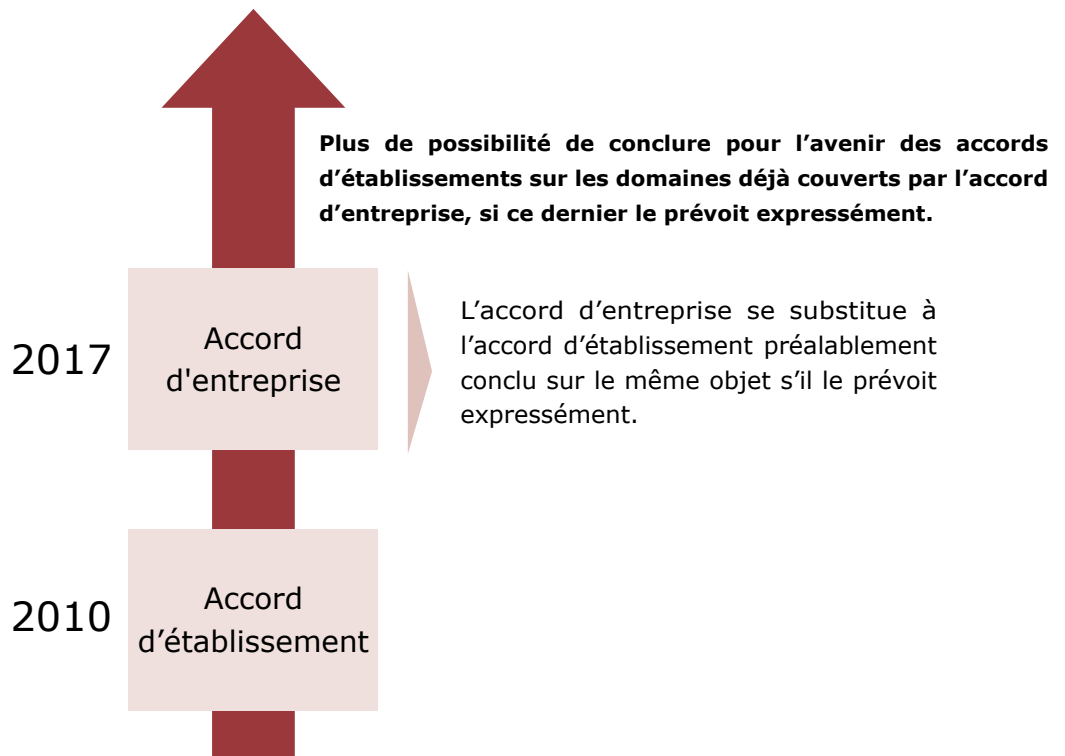 Plus de possibilité de conclure pour l’avenir des accords
d’établissements sur les domaines déjà couverts par l’accord
d’entreprise, si ce dernier le prévoit expressément.
2017
Accord
d'entreprise
L’accord d’entreprise se substitue à
l’accord d’établissement préalablement
conclu sur le même objet s’il le prévoit
expressément.
2010
Accord
d’établissement